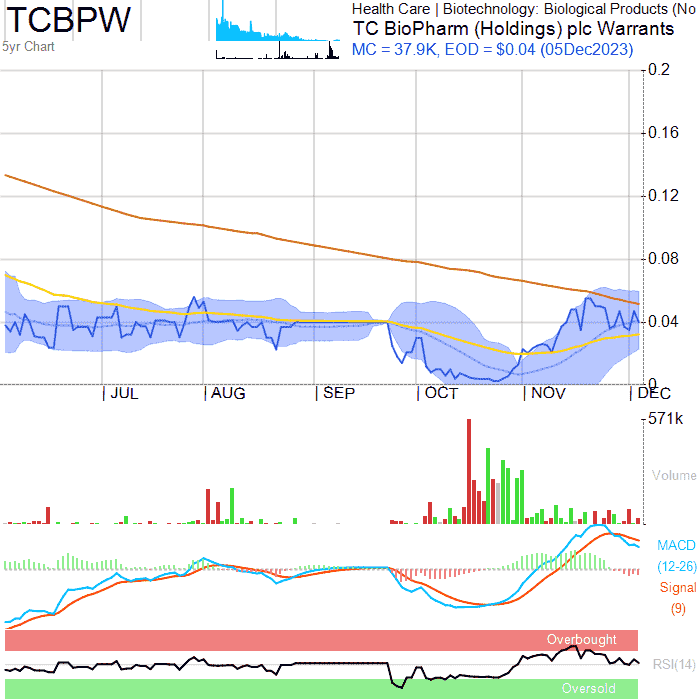 TCBPW
5yr Chart
Health Care | Biotechnology: Biological Products (No
TC BioPharm (Holdings) plc Warrants
MC = 37.9K, EOD = $0.04 (05Dec2023)
0.2
0.16
0.12
0.08
0.04
0
JUL AUG SEP OCT NOV DEC
571k
Volume
MACD
(12-26)
Signal
(9)
Overbought
RSI(14)
Oversold